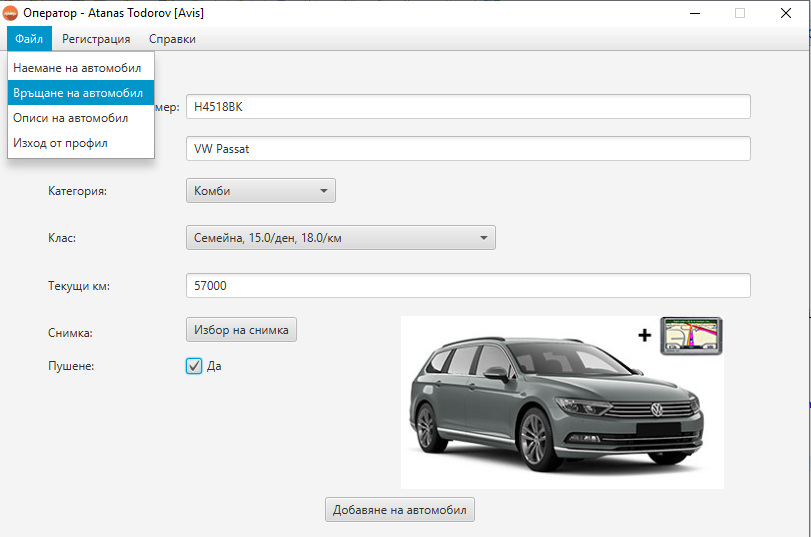 Оператор - Atanas Todorov [Avis]
Файл Регистрация Справки
Наемане на автомобил
Връщане на автомобил
Описи на автомобил
Изход от профил
мер: H4518BK
VW Passat
Категория: Комби
Клас: Семейна, 15.0/ден, 18.0/км
Текущи км: 57000
Снимка: Избор на снимка
+
Пушене: Да
Добавяне на автомобил